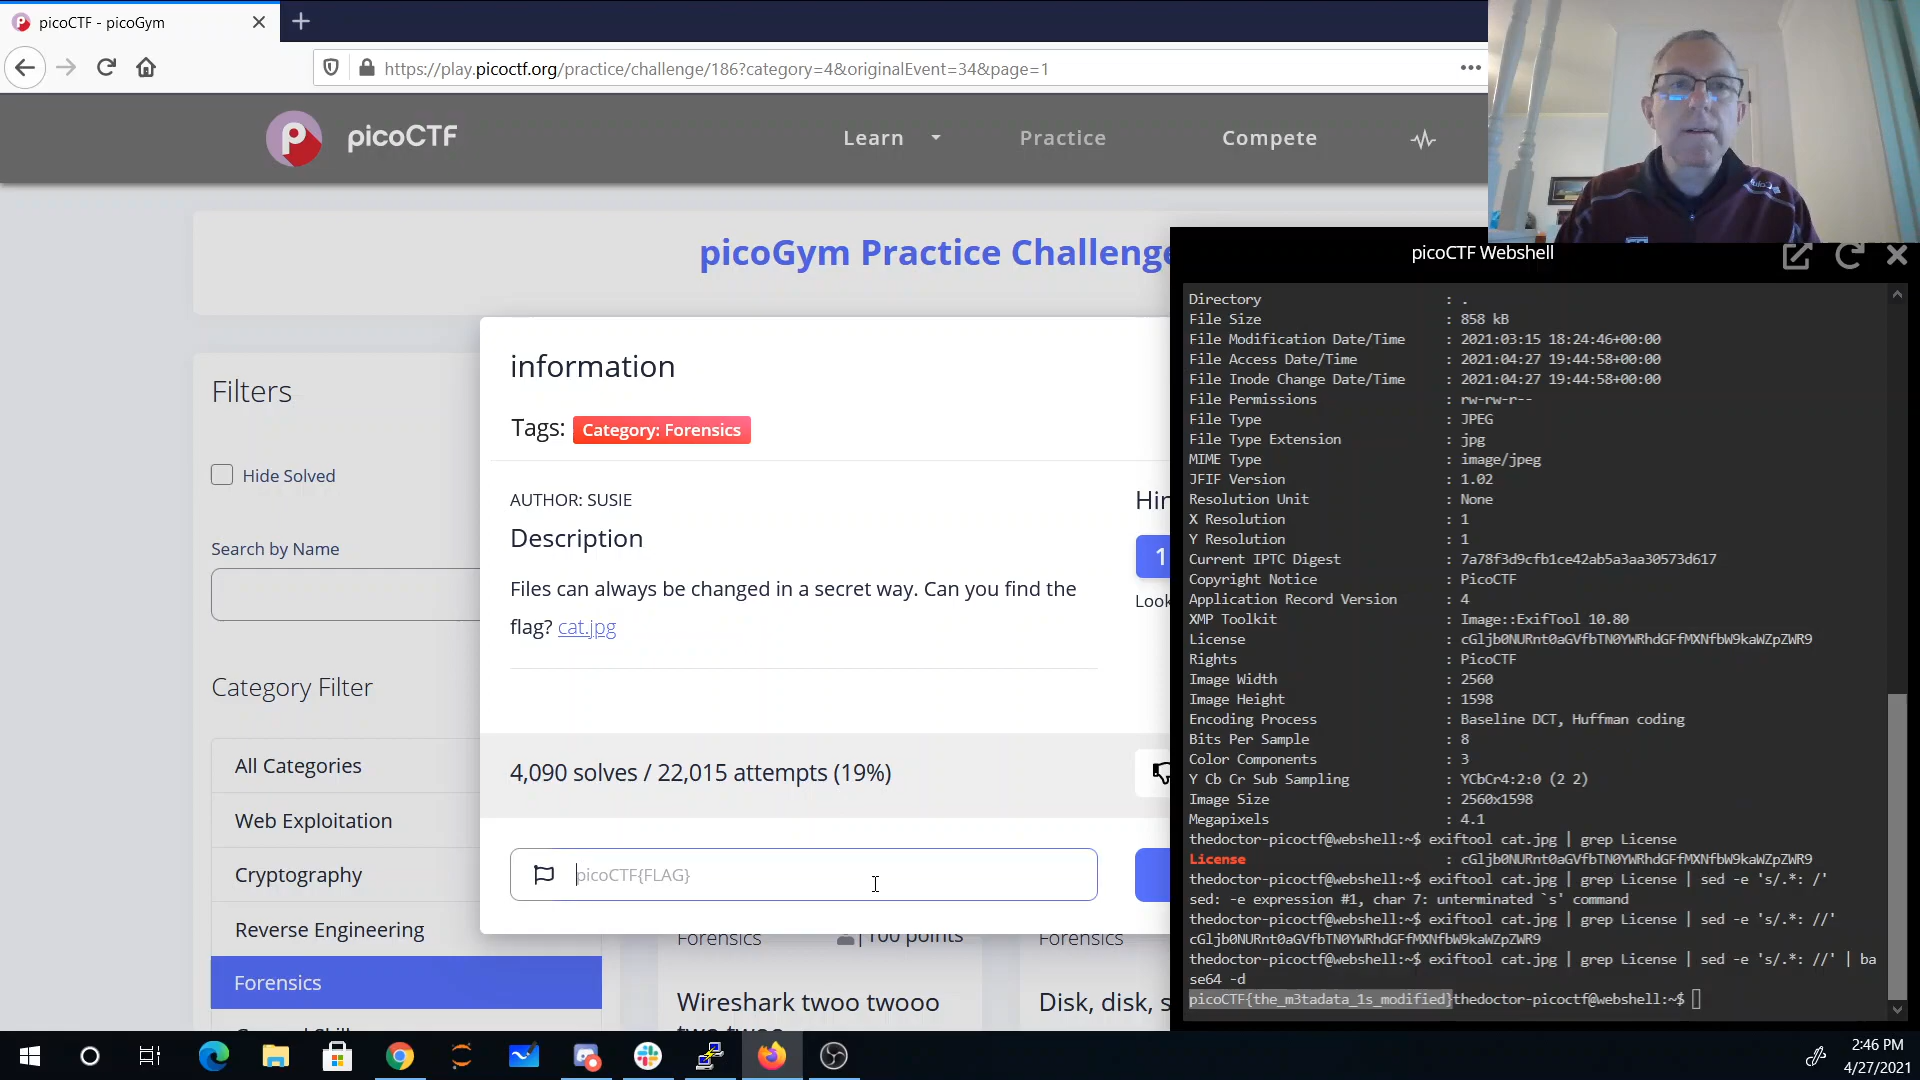 picoCTF - picoGym
https://play.picoctf.org/practice/challenge/186?category=4&originalEvent=34&page=1
picoCTF
Learn
Practice
Compete
picoGym Practice Challenge
Filters
Hide Solved
Search by Name
Category Filter
All Categories
Web Exploitation
Cryptography
Reverse Engineering
Forensics
information
Tags: Category: Forensics
AUTHOR: SUSIE
Description
Files can always be changed in a secret way. Can you find the
flag? cat.jpg
Hin
1
Look
4,090 solves / 22,015 attempts (19%)
picoCTF{FLAG}
Forensics
100 points
Forensics
Wireshark twoo twooo
two twoo
Disk, disk, s
picoCTF Webshell
Directory : .
File Size : 858 kB
File Modification Date/Time : 2021:03:15 18:24:46+00:00
File Access Date/Time : 2021:04:27 19:44:58+00:00
File Inode Change Date/Time : 2021:04:27 19:44:58+00:00
File Permissions : rw-rw-r--
File Type : JPEG
File Type Extension : jpg
MIME Type : image/jpeg
JFIF Version : 1.02
Resolution Unit : None
X Resolution : 1
Y Resolution : 1
Current IPTC Digest : 7a78f3d9cfb1ce42ab5a3aa30573d617
Copyright Notice : PicoCTF
Application Record Version : 4
XMP Toolkit : Image::ExifTool 10.80
License : cGljb0NURnt0aGVfbTN0YWRhdGFfMXNfbW9kaWZpZWR9
Rights : PicoCTF
Image Width : 2560
Image Height : 1598
Encoding Process : Baseline DCT, Huffman coding
Bits Per Sample : 8
Color Components : 3
Y Cb Cr Sub Sampling : YCbCr4:2:0 (2 2)
Image Size : 2560x1598
Megapixels : 4.1
thedoctor-picoctf@webshell:~$ exiftool cat.jpg | grep License
License : cGljb0NURnt0aGVfbTN0YWRhdGFfMXNfbW9kaWZpZWR9
thedoctor-picoctf@webshell:~$ exiftool cat.jpg | grep License | sed -e 's/.*: /'
sed: -e expression #1, char 7: unterminated `s' command
thedoctor-picoctf@webshell:~$ exiftool cat.jpg | grep License | sed -e 's/.*: //'
cGljb0NURnt0aGVfbTN0YWRhdGFfMXNfbW9kaWZpZWR9
thedoctor-picoctf@webshell:~$ exiftool cat.jpg | grep License | sed -e 's/.*: //' | ba
se64 -d
picoCTF{the_m3tadata_1s_modified}thedoctor-picoctf@webshell:~$
2:46 PM
4/27/2021